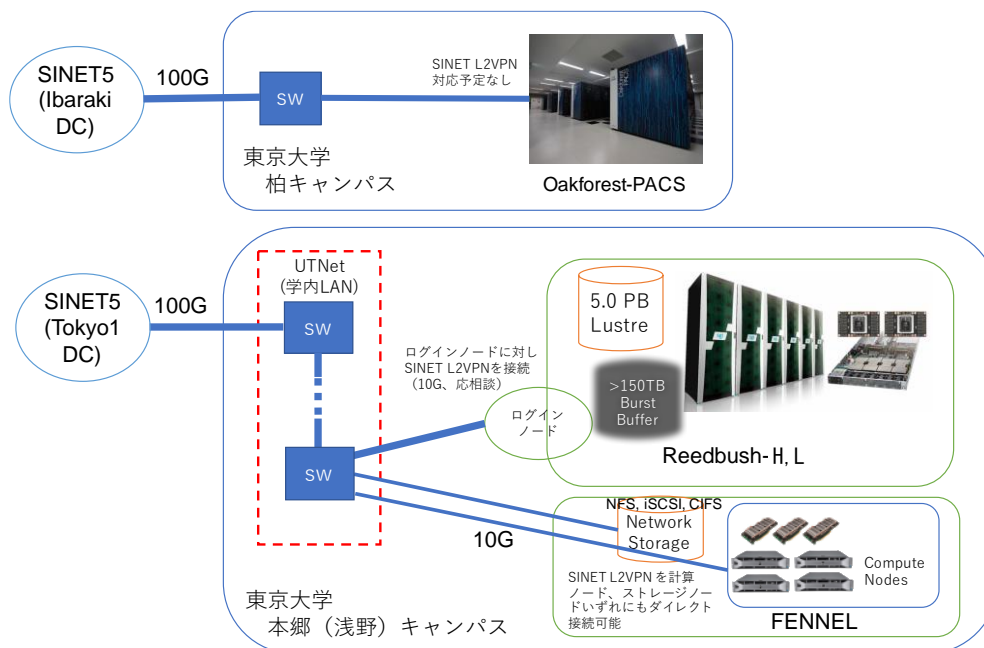 SINET5
(Ibaraki
DC)
100G
SW
SINET L2VPN
対応予定なし
東京大学
柏キャンパス
Oakforest-PACS
SINET5
(Tokyo1
DC)
100G
UTNet
(学内LAN)
SW
SW
ログインノードに対し
SINET L2VPNを接続
（10G、応相談）
ログイン
ノード
5.0 PB
Lustre
>150TB
Burst
Buffer
Reedbush-H, L
10G
NFS, iSCSI, CIFS
Network
Storage
SINET L2VPN を計算
ノード、ストレージノー
ドいずれにもダイレクト
接続可能
Compute
Nodes
FENNEL
東京大学
本郷（浅野）キャンパス